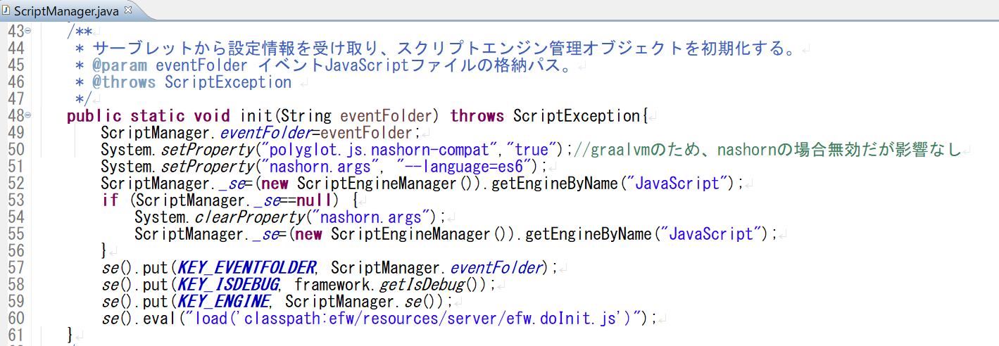 ScriptManager.java
43 /**
44 * サーブレットから設定情報を受け取り、スクリプトエンジン管理オブジェクトを初期化する。
45 * @param eventFolder イベントJavaScriptファイルの格納パス。
46 * @throws ScriptException
47 */
48 public static void init(String eventFolder) throws ScriptException{
49 ScriptManager.eventFolder=eventFolder;
50 System.setProperty("polyglot.js.nashorn-compat","true");//graalvmのため、nashornの場合無効だが影響なし
51 System.setProperty("nashorn.args", "--language=es6");
52 ScriptManager._se=(new ScriptEngineManager()).getEngineByName("JavaScript");
53 if (ScriptManager._se==null) {
54 System.clearProperty("nashorn.args");
55 ScriptManager._se=(new ScriptEngineManager()).getEngineByName("JavaScript");
56 }
57 se().put(KEY_EVENTFOLDER, ScriptManager.eventFolder);
58 se().put(KEY_ISDEBUG, framework.getIsDebug());
59 se().put(KEY_ENGINE, ScriptManager.se());
60 se().eval("load('classpath:efw/resources/server/efw.doInit.js')");
61 }